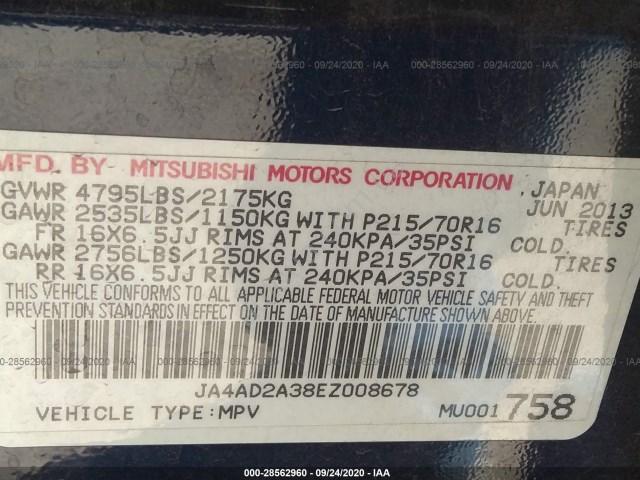 000-28562960 - 09/24/2020 - IAA
MFD. BY MITSUBISHI MOTORS CORPORATION JAPAN
GVWR 4795LBS/2175KG JUN 2013
GAWR 2535LBS/1150KG WITH P215/70R16 TIRES
FR 16X6.5JJ RIMS AT 240KPA/35PSI COLD.
GAWR 2756LBS/1250KG WITH P215/70R16 TIRES
RR 16X6.5JJ RIMS AT 240KPA/35PSI COLD.
THIS VEHICLE CONFORMS TO ALL APPLICABLE FEDERAL MOTOR VEHICLE SAFETY AND THEFT
PREVENTION STANDARDS IN EFFECT ON THE DATE OF MANUFACTURE SHOWN ABOVE.
JA4AD2A38EZ008678
VEHICLE TYPE:MPV MU001 758
000-28562960 - 09/24/2020 - IAA